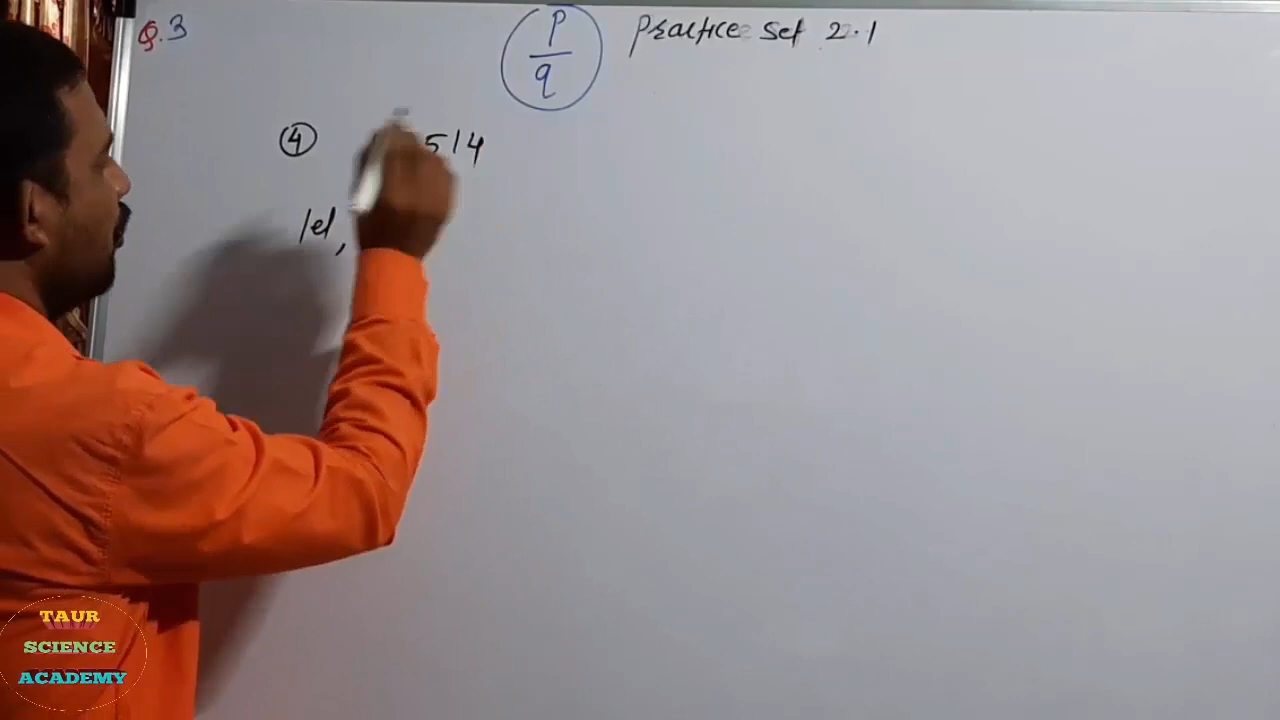 Q.3
p/q
Practice Set 2.1
④ 514
let,
TAUR
SCIENCE
ACADEMY